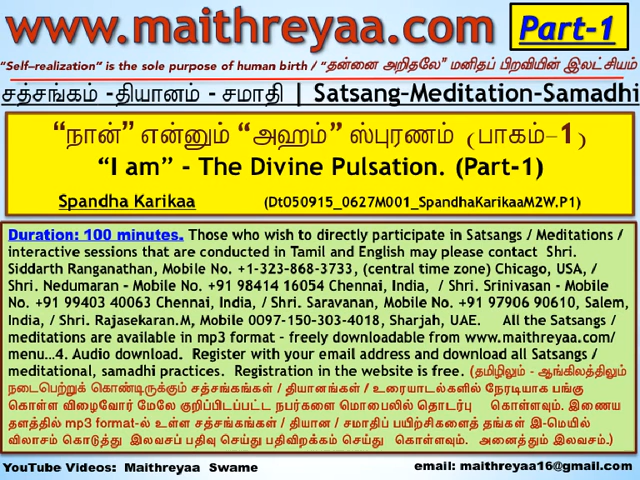 www.maithreyaa.com Part-1
“Self–realization” is the sole purpose of human birth / “தன்னை அறிதலே” மனிதப் பிறவியின் இலட்சியம்
சத்சங்கம் -தியானம் - சமாதி | Satsang–Meditation-Samadhi
“நான்” என்னும் “அஹம்” ஸ்புரணம் (பாகம்-1)
“I am” - The Divine Pulsation. (Part-1)
Spandha Karikaa (Dt050915_0627M001_SpandhaKarikaaM2W.P1)
Duration: 100 minutes. Those who wish to directly participate in Satsangs / Meditations /
interactive sessions that are conducted in Tamil and English may please contact Shri.
Siddarth Ranganathan, Mobile No. +1-323-868-3733, (central time zone) Chicago, USA, /
Shri. Nedumaran - Mobile No. +91 98414 16054 Chennai, India, / Shri. Srinivasan - Mobile
No. +91 99403 40063 Chennai, India, / Shri. Saravanan, Mobile No. +91 97906 90610, Salem,
India, / Shri. Rajasekaran.M, Mobile 0097-150-303-4018, Sharjah, UAE. All the Satsangs /
meditations are available in mp3 format - freely downloadable from www.maithreyaa.com/
menu...4. Audio download. Register with your email address and download all Satsangs /
meditational, samadhi practices. Registration in the website is free. (தமிழிலும் - ஆங்கிலத்திலும்
நடைபெற்றுக் கொண்டிருக்கும் சத்சங்கங்கள் / தியானங்கள் / உரையாடல்களில் நேரடியாக பங்கு
கொள்ள விழைவோர் மேலே குறிப்பிடப்பட்ட நபர்களை மொபைலில் தொடர்பு கொள்ளவும். இணைய
தளத்தில் mp3 format-ல் உள்ள சத்சங்கங்கள் / தியான / சமாதிப் பயிற்சிகளைத் தங்கள் இ-மெயில்
விலாசம் கொடுத்து இலவசப் பதிவு செய்து பதிவிறக்கம் செய்து கொள்ளவும். அனைத்தும் இலவசம்.)
YouTube Videos: Maithreyaa Swame email: maithreyaa16@gmail.com